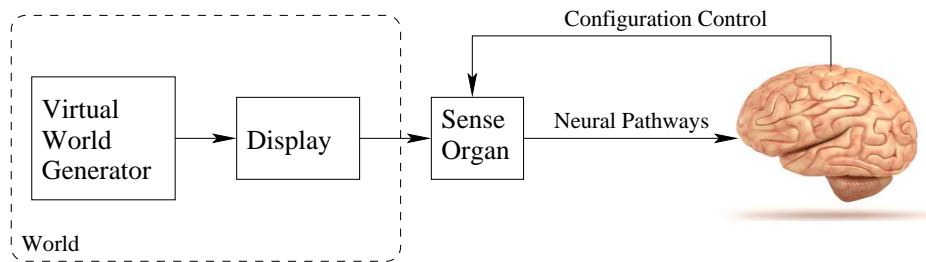 Configuration Control
Virtual
World
Generator
Display
Sense
Organ
Neural Pathways
World